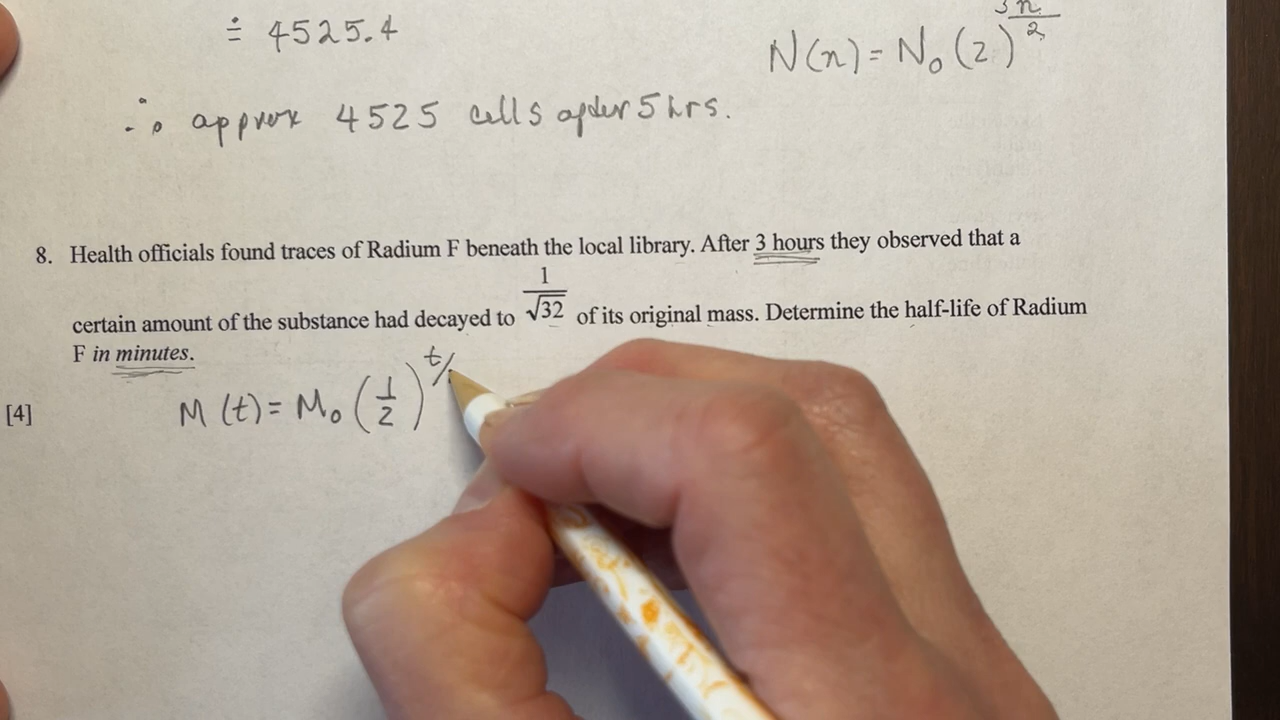 ≐ 4525.4
N(n) = N₀(2)^(3n/2)
∴ approx 4525 cells after 5 hrs.
8. Health officials found traces of Radium F beneath the local library. After 3 hours they observed that a
certain amount of the substance had decayed to 1/√32 of its original mass. Determine the half-life of Radium
F in minutes.
[4] M(t) = M₀(1/2)^(t/